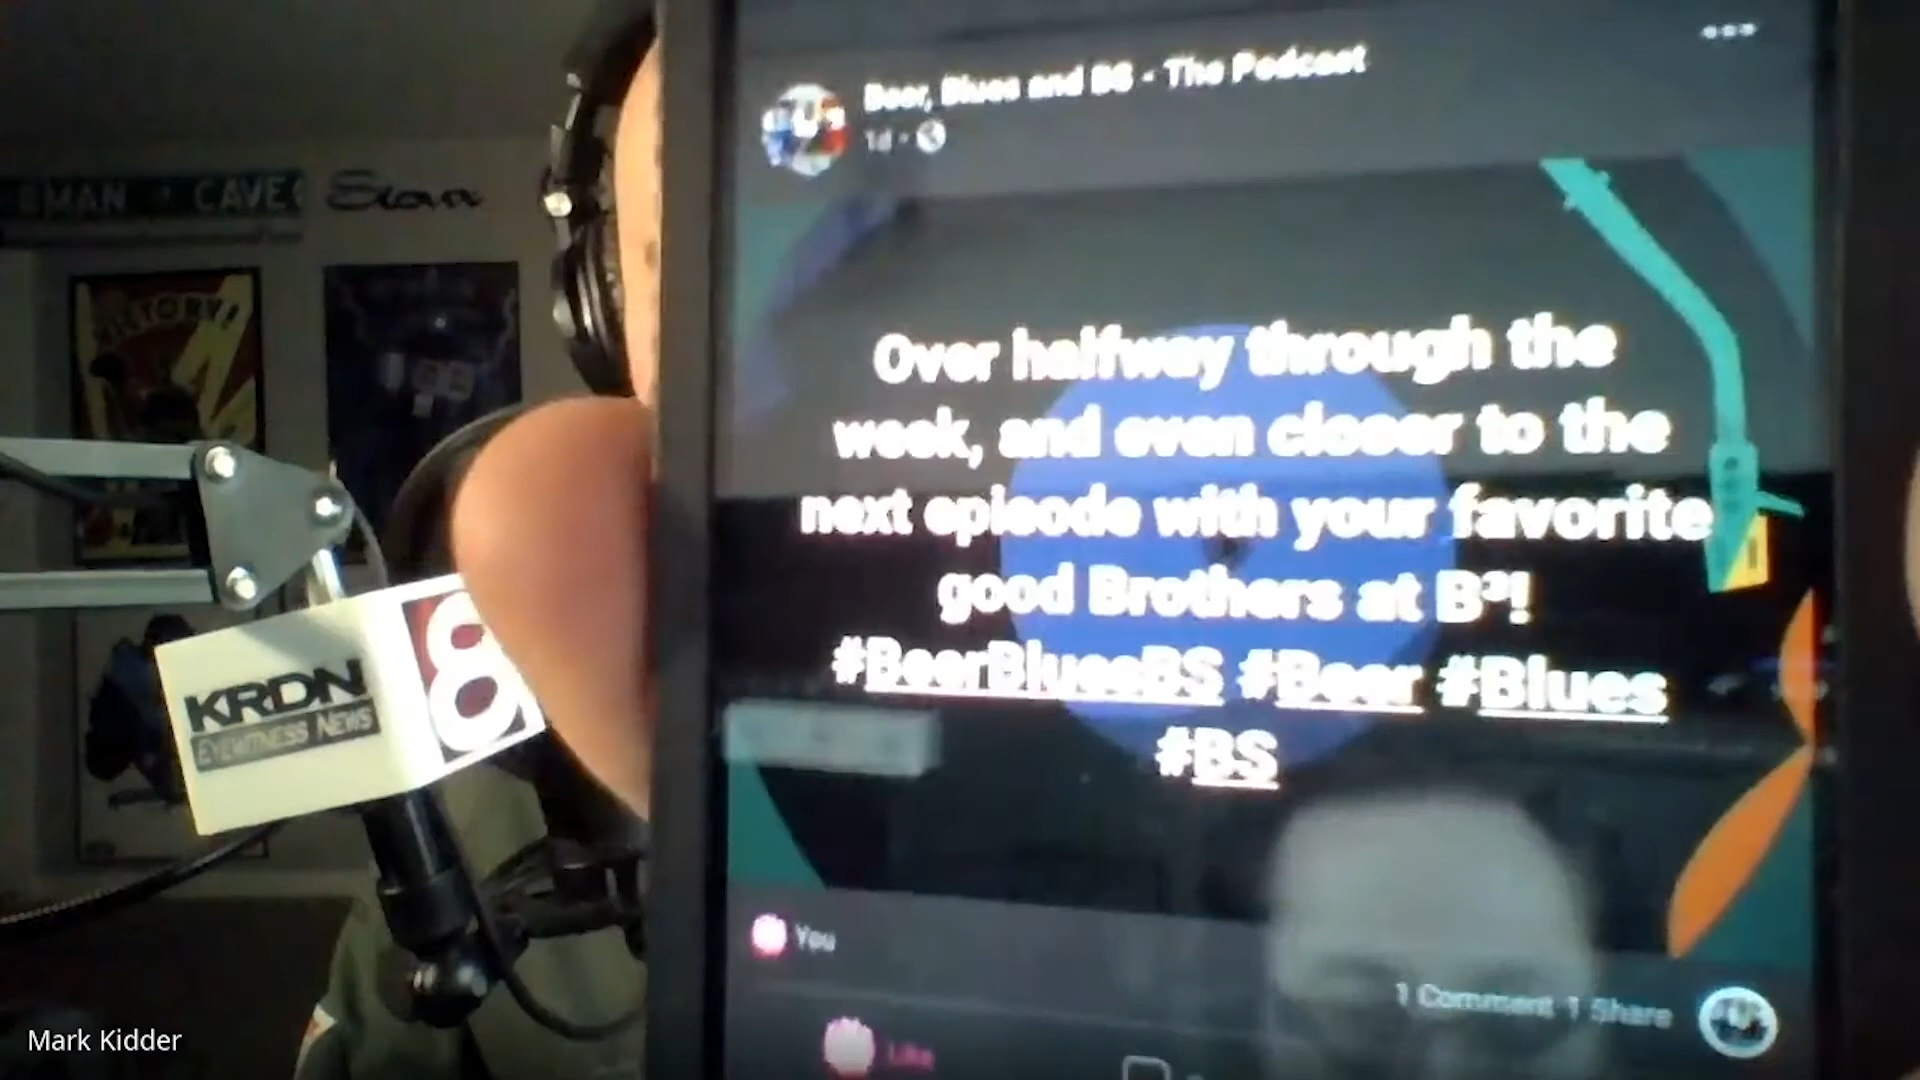 Beer, Blues and BS - The Podcast
1d
MAN CAVE
VICTORY!
Over halfway through the
week, and even closer to the
next episode with your favorite
good Brothers at B³!
#BeerBluesBS #Beer #Blues
#BS
KRDN
EYEWITNESS NEWS
8
You
1 Comment 1 Share
Like
Mark Kidder